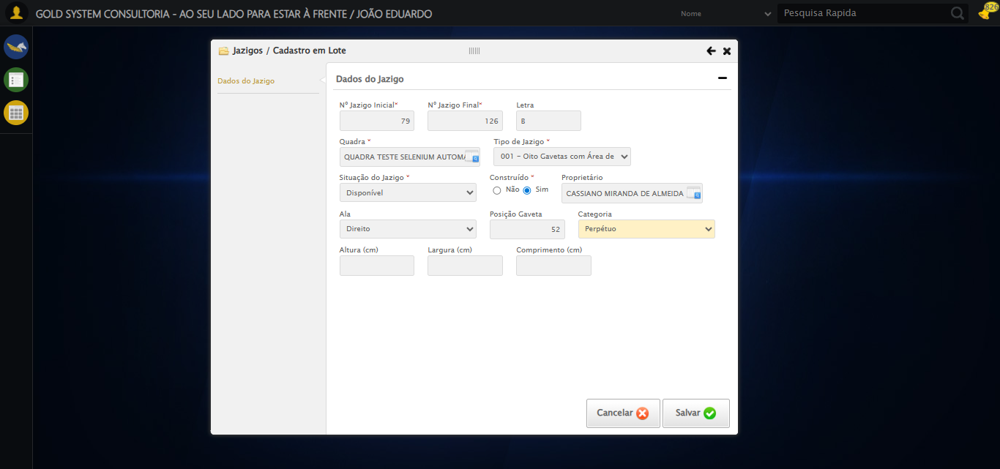 GOLD SYSTEM CONSULTORIA - AO SEU LADO PARA ESTAR À FRENTE / JOÃO EDUARDO
Nome
Pesquisa Rapida
826
Jazigos / Cadastro em Lote
Dados do Jazigo
Dados do Jazigo
Nº Jazigo Inicial* Nº Jazigo Final* Letra
79 126 B
Quadra * Tipo de Jazigo *
QUADRA TESTE SELENIUM AUTOMA 001 - Oito Gavetas com Área de
Situação do Jazigo * Construído * Proprietário
Disponível Não Sim CASSIANO MIRANDA DE ALMEIDA
Ala Posição Gaveta Categoria
Direito 52 Perpétuo
Altura (cm) Largura (cm) Comprimento (cm)
Cancelar Salvar